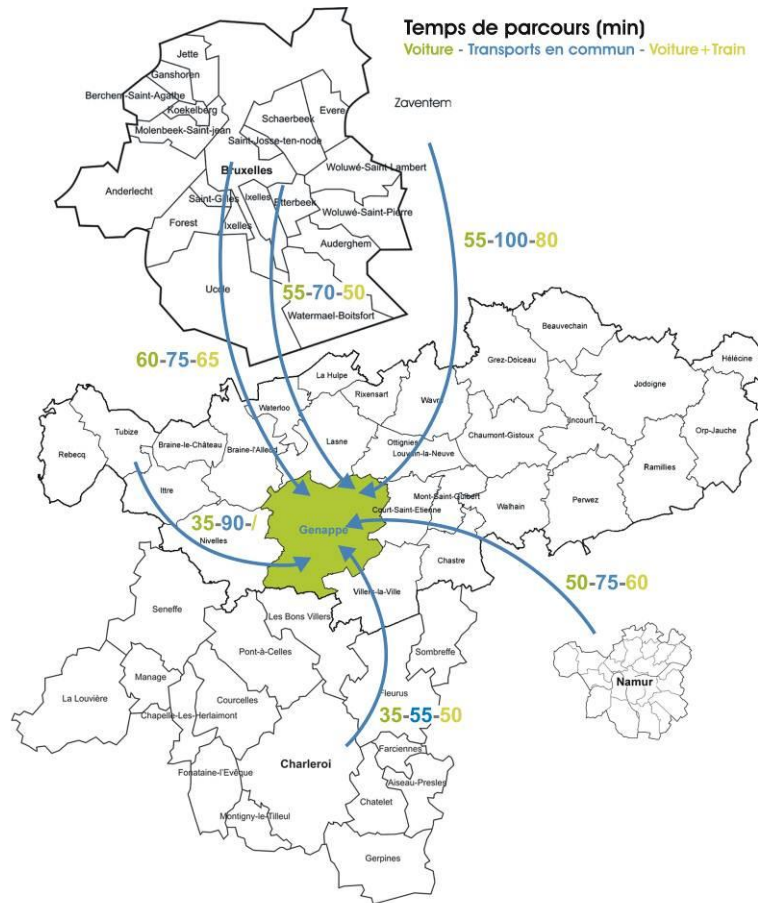 Temps de parcours (min)
Voiture - Transports en commun - Voiture+Train
Jette
Ganshoren
Berchem-Saint-Agathe
Koekelberg
Molenbeek-Saint-jean
Schaerbeek
Evere
Zaventem
Saint-Josse-ten-node
Bruxelles
Woluwé-Saint-Lambert
Anderlecht
Saint-Gilles
Ixelles
Etterbeek
Woluwé-Saint-Pierre
Forest
Ixelles
Auderghem
55-100-80
Ucole
55-70-50
Watermael-Boitsfort
Beauvechain
60-75-65
Grez-Doiceau
Hélécine
La Hulpe
Rixensart
Wavre
Jodoigne
Waterloo
Tubize
Braine-le-Château
Braine-l'Alleud
Lasne
Ottignies
Louvain-la-Neuve
Chaumont-Gistoux
Incourt
Orp-Jauche
Rebecq
Ramillies
Ittre
Mont-Saint-Guibert
Court-Saint-Etienne
Walhain
Perwez
35-90-/
Genappe
Nivelles
Chastre
Villers-la-Ville
50-75-60
Seneffe
Les Bons Villers
Pont-à-Celles
Sombreffe
Manage
Namur
La Louvière
Courcelles
Fleurus
Chapelle-Les-Herlaimont
35-55-50
Farciennes
Charleroi
Fonataine-l'Evêque
Aiseau-Presles
Chatelet
Montigny-le-Tilleul
Gerpines